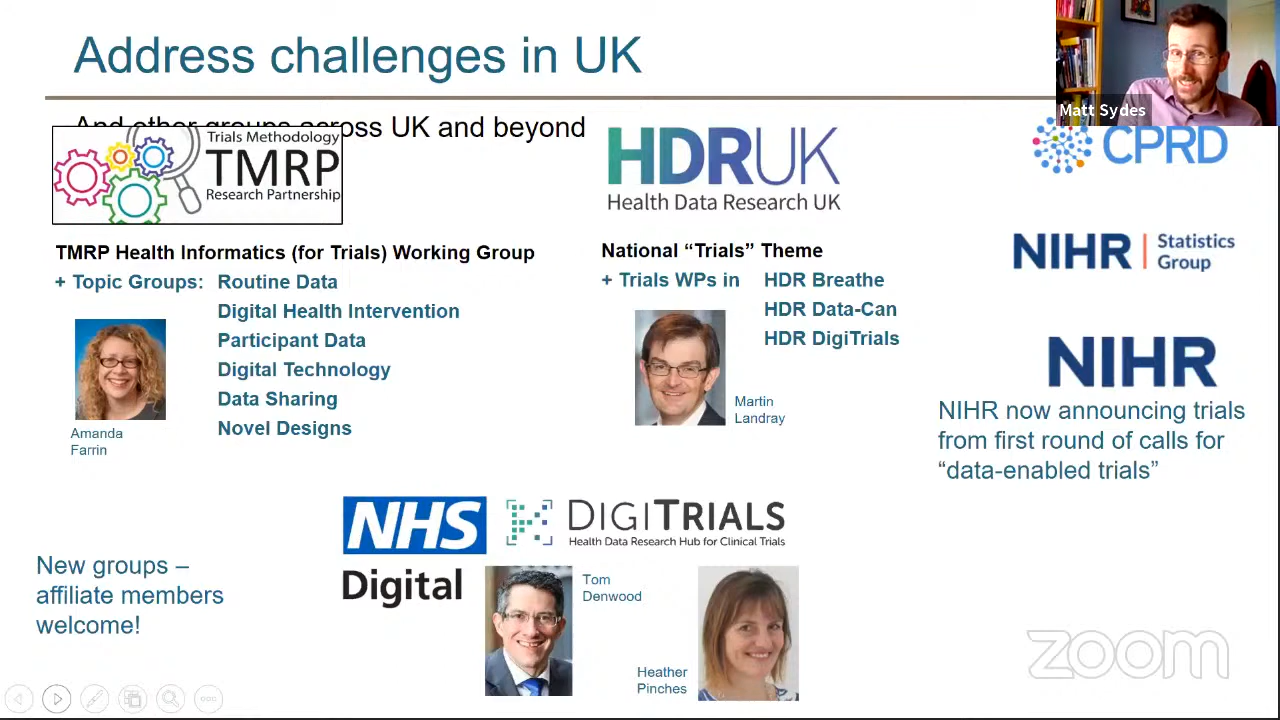 Address challenges in UK
Matt Sydes
And other groups across UK and beyond
Trials Methodology
TMRP
Research Partnership
HDRUK
Health Data Research UK
CPRD
NIHR | Statistics
Group
TMRP Health Informatics (for Trials) Working Group
+ Topic Groups: Routine Data
Digital Health Intervention
Participant Data
Digital Technology
Data Sharing
Novel Designs
Amanda
Farrin
National “Trials” Theme
+ Trials WPs in HDR Breathe
HDR Data-Can
HDR DigiTrials
Martin
Landray
NIHR
NIHR now announcing trials
from first round of calls for
“data-enabled trials”
NHS
Digital
DIGITRIALS
Health Data Research Hub for Clinical Trials
Tom
Denwood
Heather
Pinches
New groups –
affiliate members
welcome!
zoom